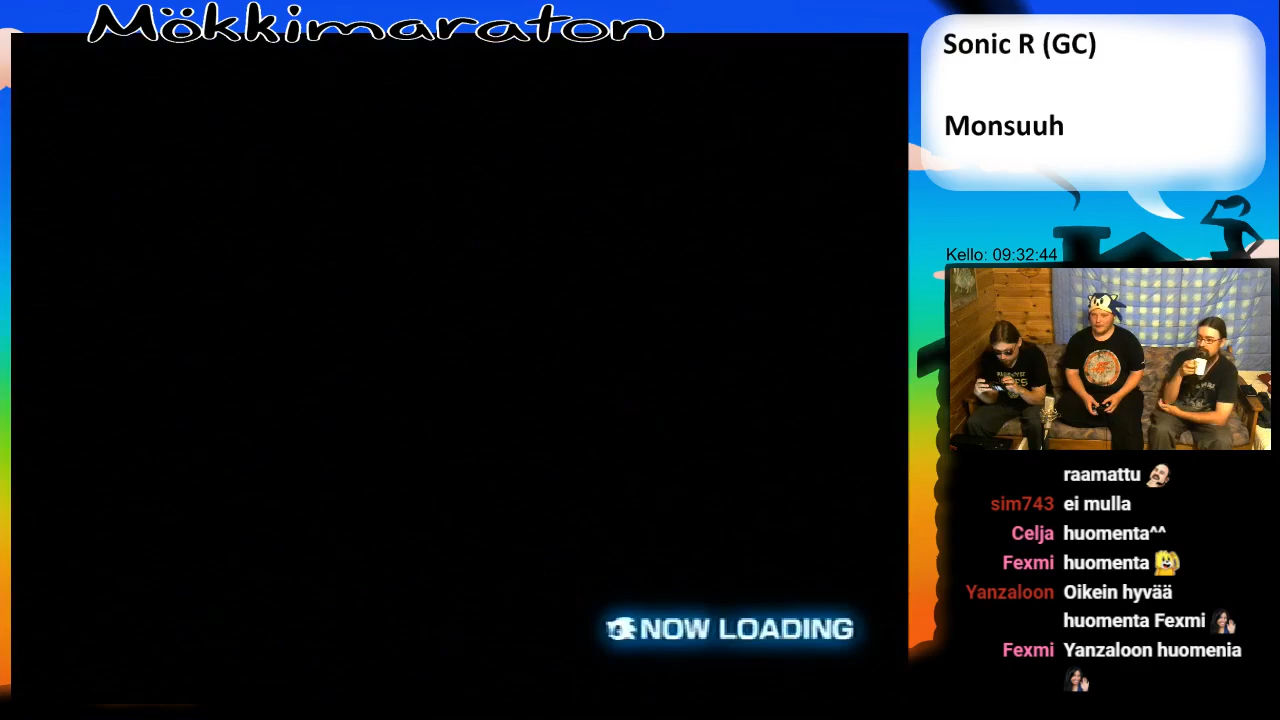 Mökkimaraton
Sonic R (GC)
Monsuuh
Kello: 09:32:44
NOW LOADING
raamattu
sim743 ei mulla
Celja huomenta^^
Fexmi huomenta
Yanzaloon Oikein hyvää
huomenta Fexmi
Fexmi Yanzaloon huomenia